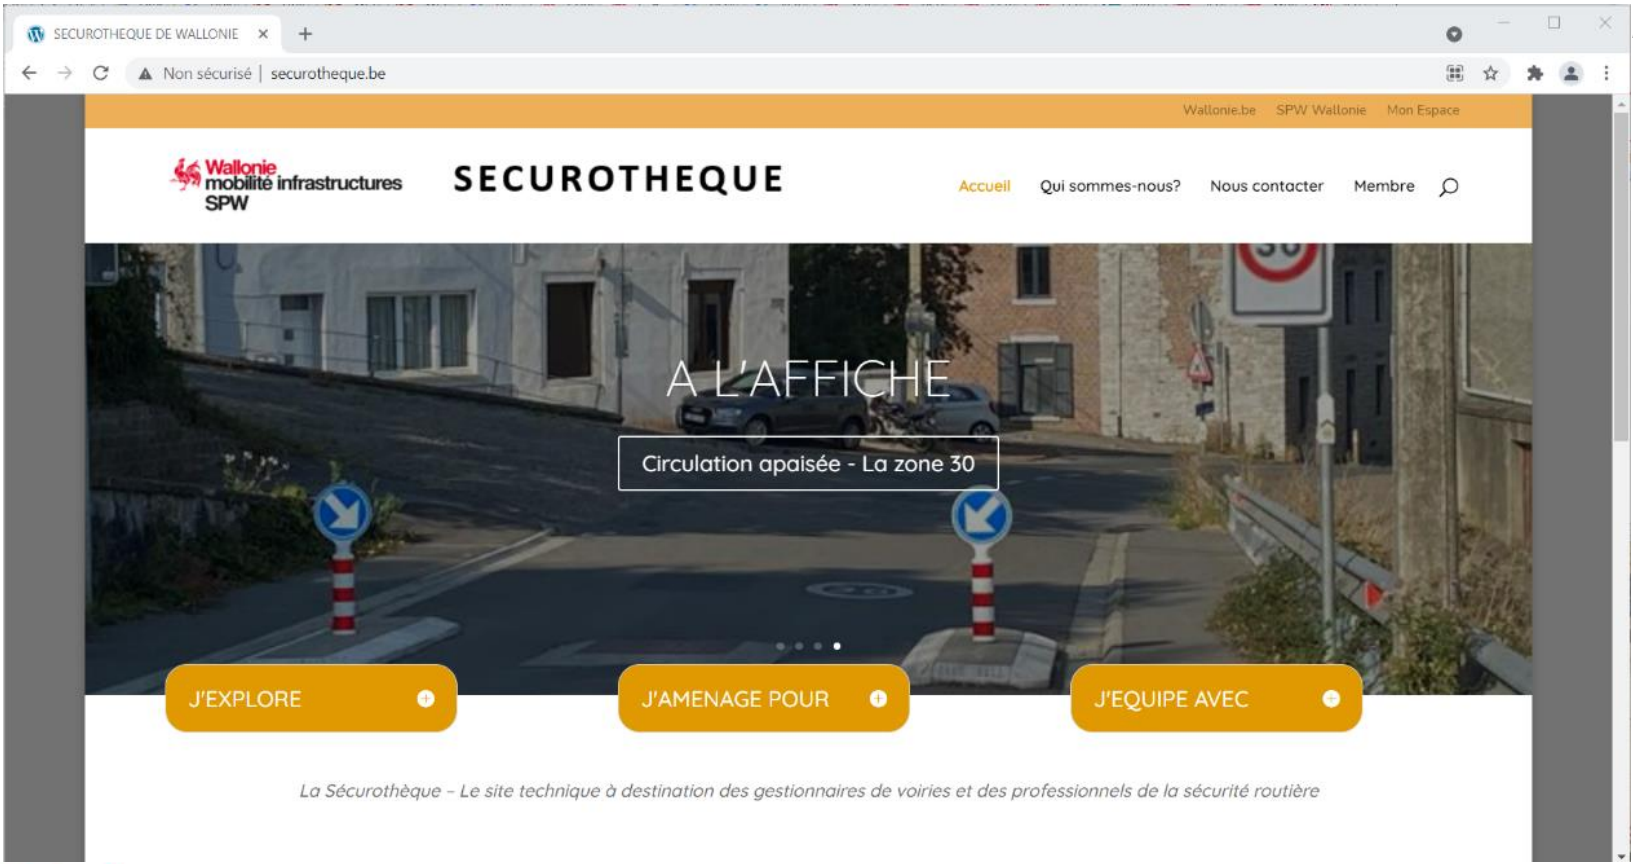 SECUROTHEQUE DE WALLONIE
Non sécurisé | securotheque.be
Wallonie.be SPW Wallonie Mon Espace
Wallonie
mobilité infrastructures
SPW
SECUROTHEQUE
Accueil Qui sommes-nous? Nous contacter Membre
30
A L'AFFICHE
Circulation apaisée - La zone 30
J'EXPLORE
J'AMENAGE POUR
J'EQUIPE AVEC
La Sécurothèque – Le site technique à destination des gestionnaires de voiries et des professionnels de la sécurité routière